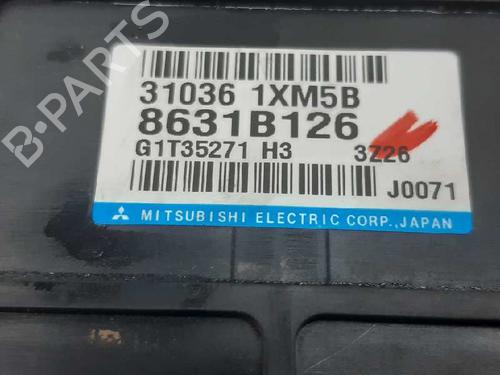 31036 1XM5B
8631B126
G1T35271 H3 3Z26
J0071
MITSUBISHI ELECTRIC CORP., JAPAN
B-PARTS